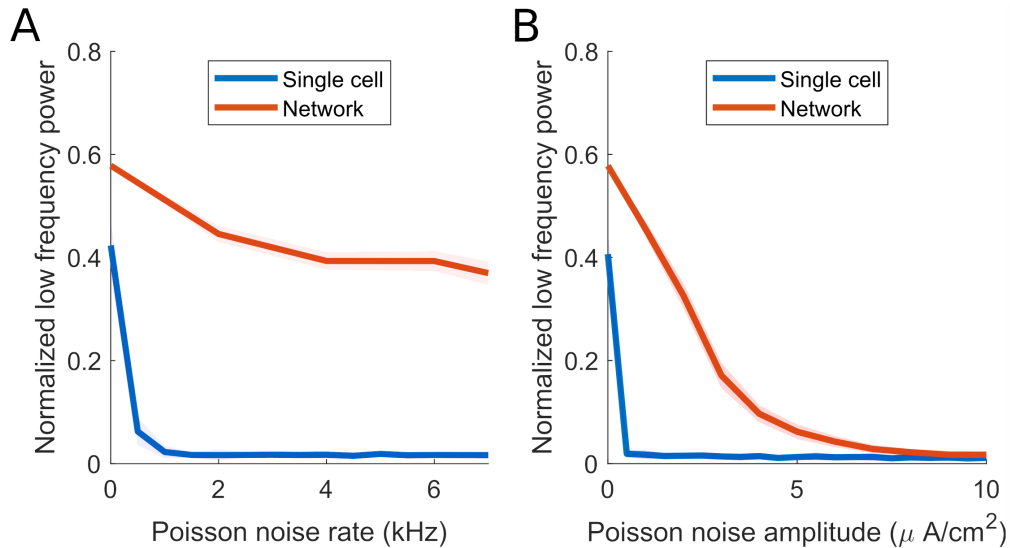 A
Normalized low frequency power
0.8
0.6
0.4
0.2
0
Single cell
Network
0 2 4 6
Poisson noise rate (kHz)
B
Normalized low frequency power
0.8
0.6
0.4
0.2
0
Single cell
Network
0 5 10
Poisson noise amplitude (μ A/cm²)